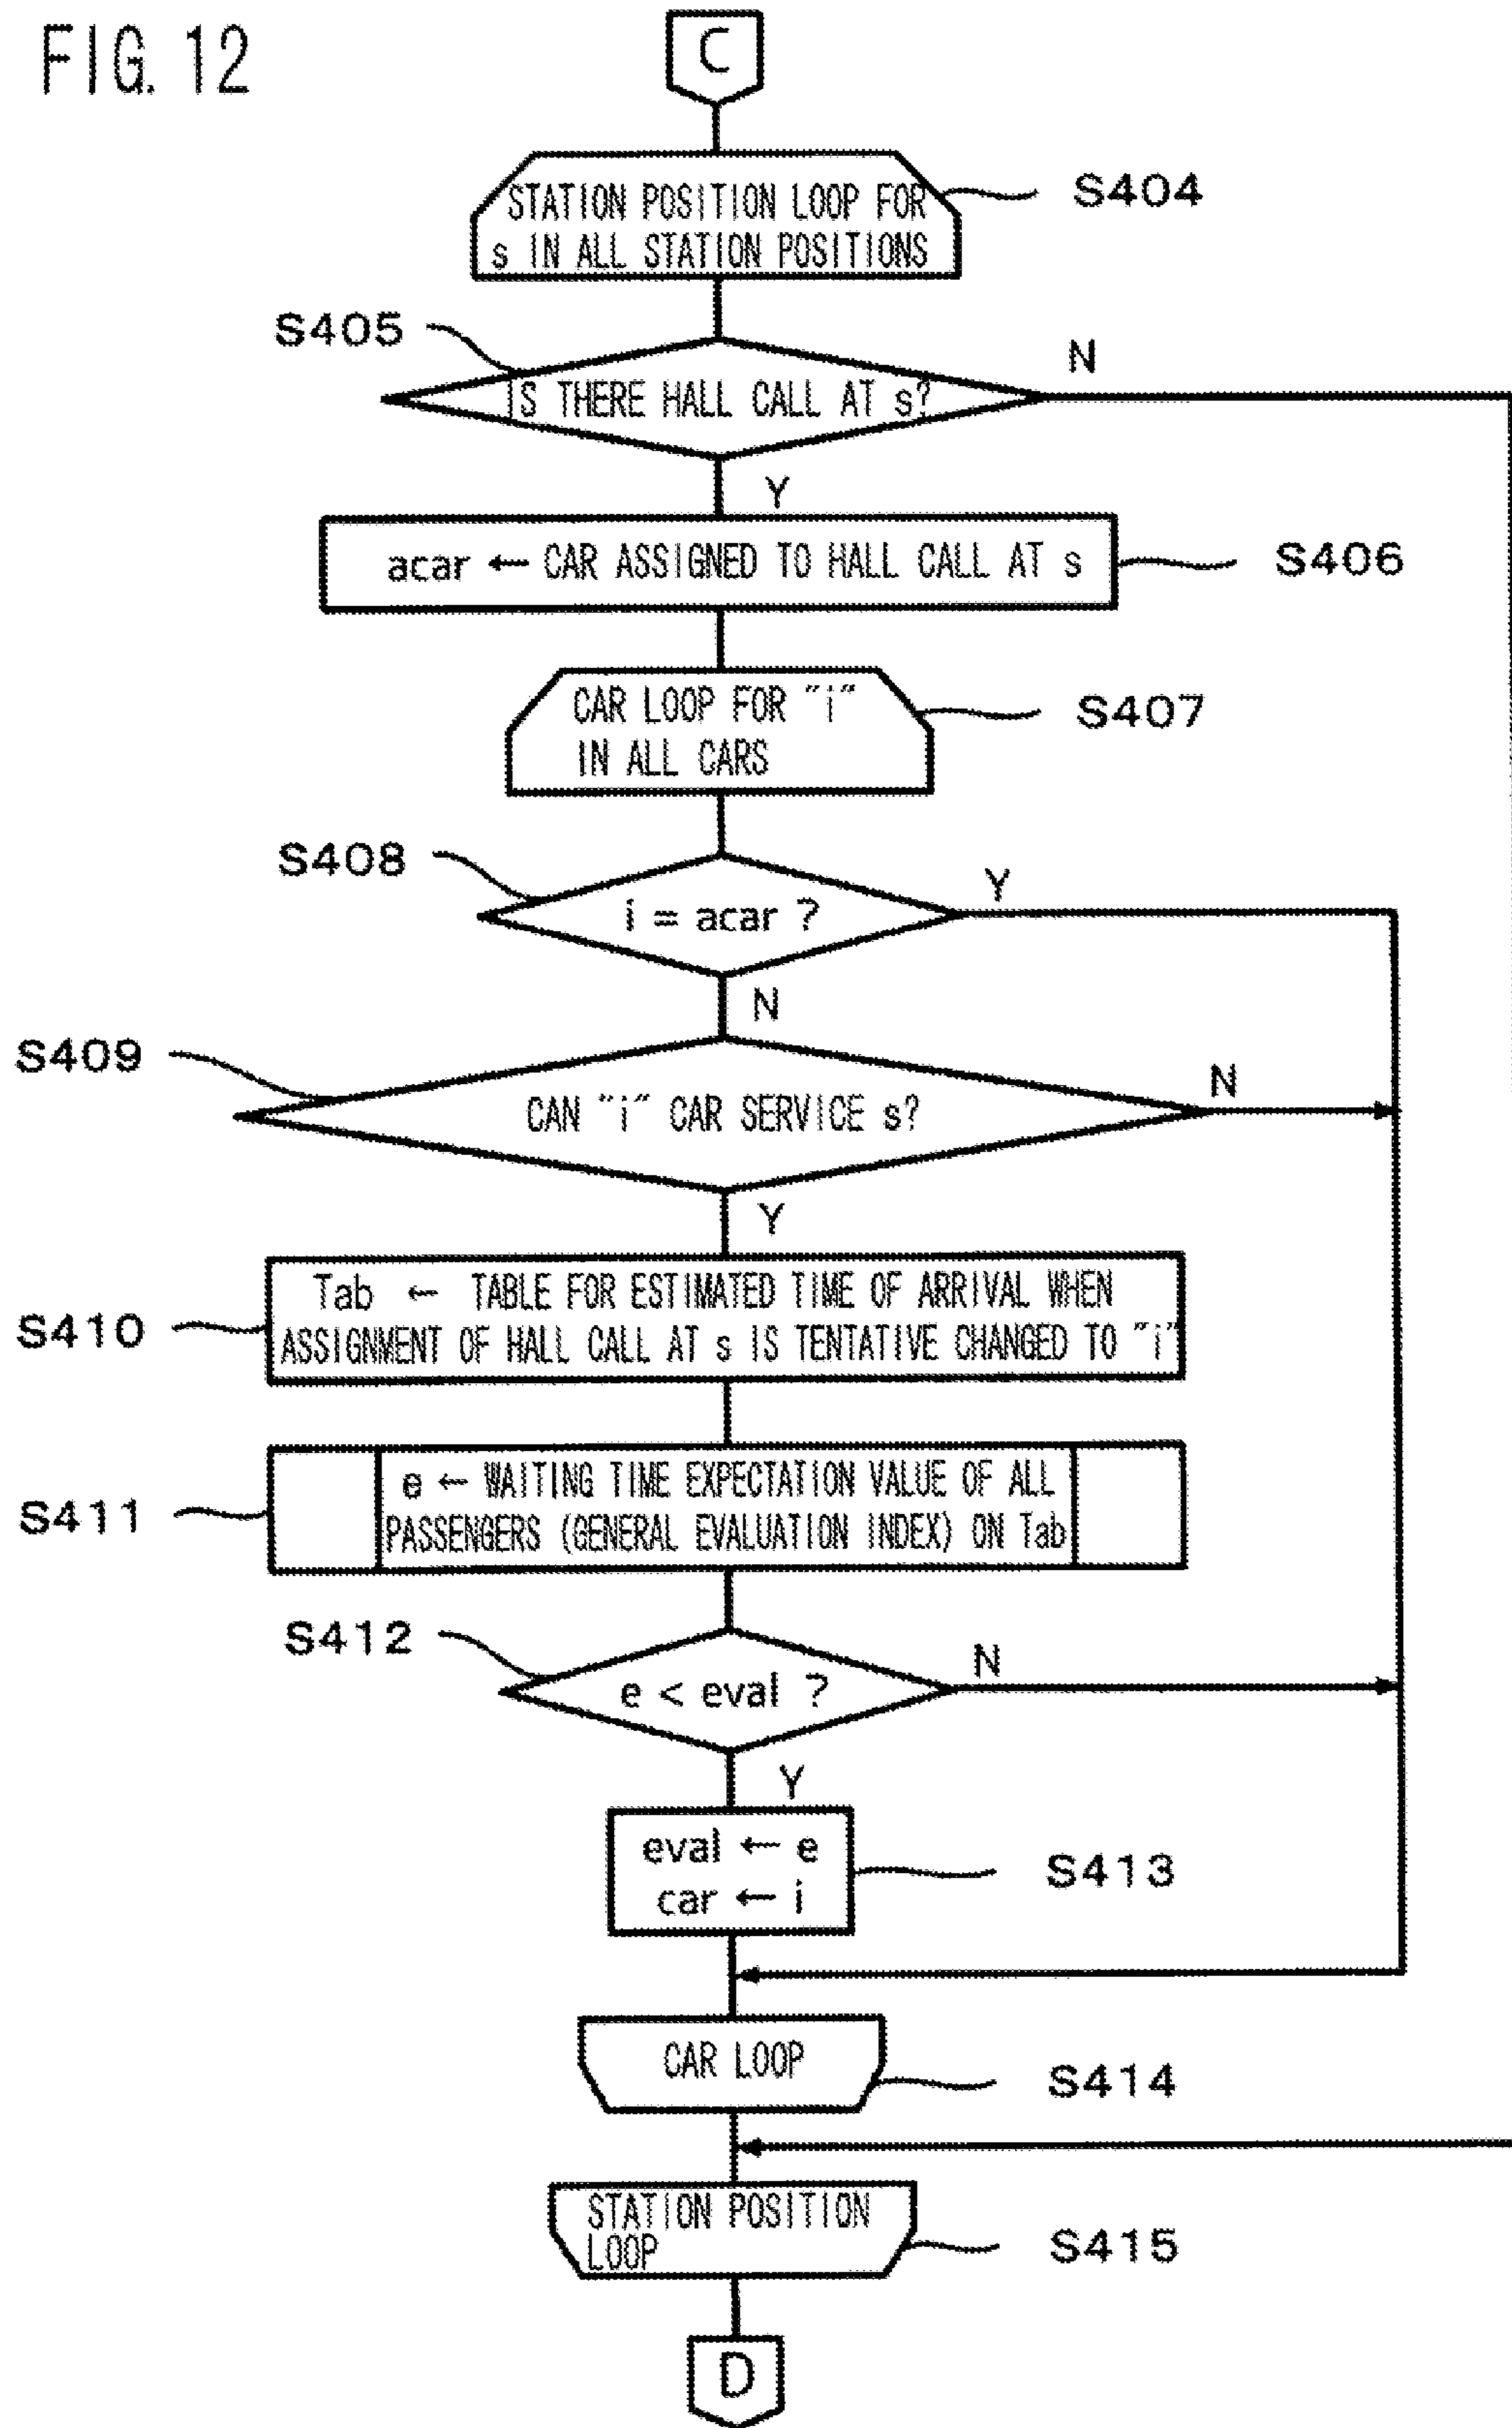 FIG. 12
C
STATION POSITION LOOP FOR
s IN ALL STATION POSITIONS
S404
S405
IS THERE HALL CALL AT s?
N
Y
acar ← CAR ASSIGNED TO HALL CALL AT s
S406
CAR LOOP FOR "i"
IN ALL CARS
S407
S408
i = acar ?
Y
N
S409
CAN "i" CAR SERVICE s?
N
Y
S410
Tab ← TABLE FOR ESTIMATED TIME OF ARRIVAL WHEN
ASSIGNMENT OF HALL CALL AT s IS TENTATIVE CHANGED TO "i"
S411
e ← WAITING TIME EXPECTATION VALUE OF ALL
PASSENGERS (GENERAL EVALUATION INDEX) ON Tab
S412
e < eval ?
N
Y
eval ← e
car ← i
S413
CAR LOOP
S414
STATION POSITION
LOOP
S415
D